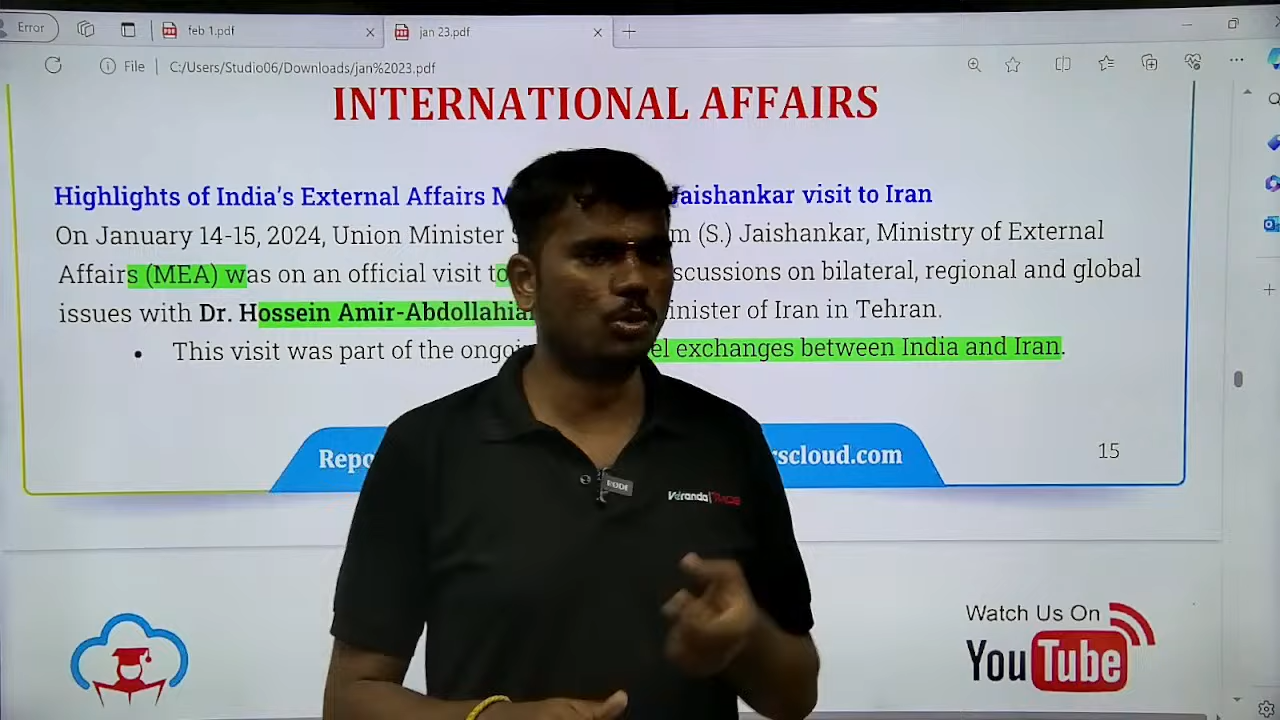 Error
feb 1.pdf
jan 23.pdf
File
C:/Users/Studio06/Downloads/jan%2023.pdf
INTERNATIONAL AFFAIRS
Highlights of India's External Affairs M Jaishankar visit to Iran
On January 14-15, 2024, Union Minister S m (S.) Jaishankar, Ministry of External
Affairs (MEA) was on an official visit to scussions on bilateral, regional and global
issues with Dr. Hossein Amir-Abdollahia inister of Iran in Tehran.
• This visit was part of the ongoi el exchanges between India and Iran.
Repo rscloud.com
15
RODE
Veranda RACE
Watch Us On
YouTube